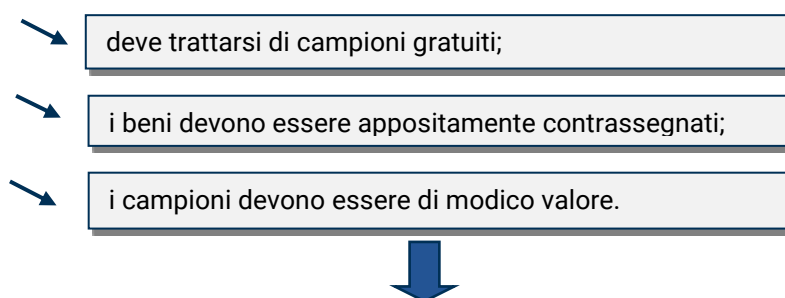 deve trattarsi di campioni gratuiti;
i beni devono essere appositamente contrassegnati;
i campioni devono essere di modico valore.